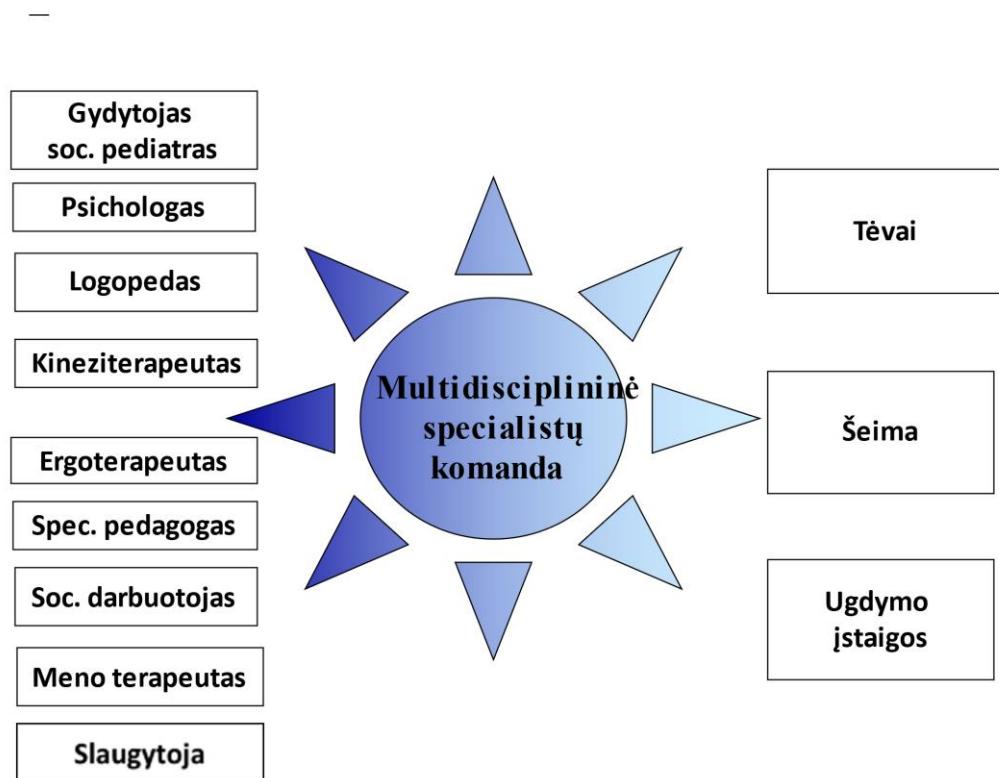 Gydytojas
soc. pediatras
Psichologas
Logopedas
Kineziterapeutas
Ergoterapeutas
Spec. pedagogas
Soc. darbuotojas
Meno terapeutas
Slaugytoja
Multidisciplininė
specialistų
komanda
Tėvai
Šeima
Ugdymo
įstaigos